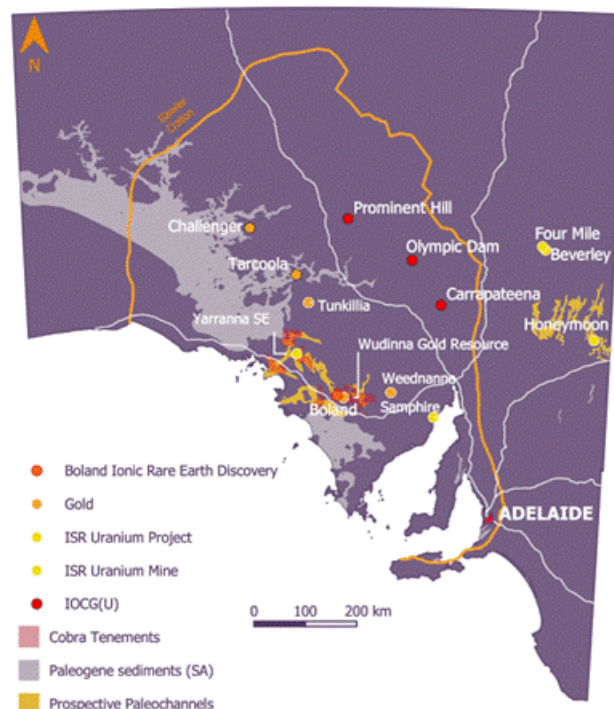 N
Gawler
Craton
Prominent Hill
Challenger
Four Mile
Beverley
Olympic Dam
Tarcoola
Tunkillia
Carrapateena
Yarranna SE
Honeymoon
Wudinna Gold Resource
Weednanna
Boland
Samphire
ADELAIDE
Boland Ionic Rare Earth Discovery
Gold
ISR Uranium Project
ISR Uranium Mine
IOCG(U)
0 100 200 km
Cobra Tenements
Paleogene sediments (SA)
Prospective Paleochannels